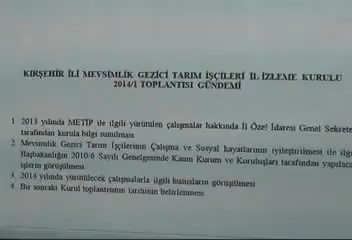 KIRŞEHİR İLİ MEVSİMLİK GEZİCİ TARIM İŞÇİLERİ İL İZLEME KURULU
2014/1 TOPLANTISI GÜNDEMİ
1. 2013 yılında METİP ile ilgili yürütülen çalışmalar hakkında İl Özel İdaresi Genel Sekrete
tarafından kurula bilgi sunulması
2. Mevsimlik Gezici Tarım İşçilerinin Çalışma ve Sosyal hayatlarının iyileştirilmesi ile ilg
Başbakanlığın 2010/6 Sayılı Genelgesinde Kamu Kurum ve Kuruluşları tarafından yapılaca
işlerin görüşülmesi
3. 2014 yılında yürütülecek çalışmalarla ilgili hususların görüşülmesi
4. Bir sonraki Kurul toplantısının tarihinin belirlenmesi